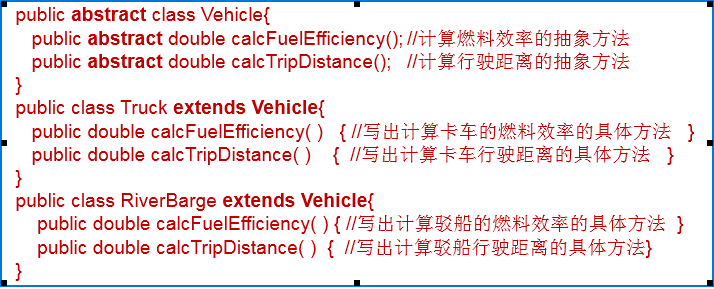 public abstract class Vehicle{
public abstract double calcFuelEfficiency(); //计算燃料效率的抽象方法
public abstract double calcTripDistance(); //计算行驶距离的抽象方法
}
public class Truck extends Vehicle{
public double calcFuelEfficiency( ) { //写出计算卡车的燃料效率的具体方法 }
public double calcTripDistance( ) { //写出计算卡车行驶距离的具体方法 }
}
public class RiverBarge extends Vehicle{
public double calcFuelEfficiency( ) { //写出计算驳船的燃料效率的具体方法 }
public double calcTripDistance( ) { //写出计算驳船行驶距离的具体方法}
}